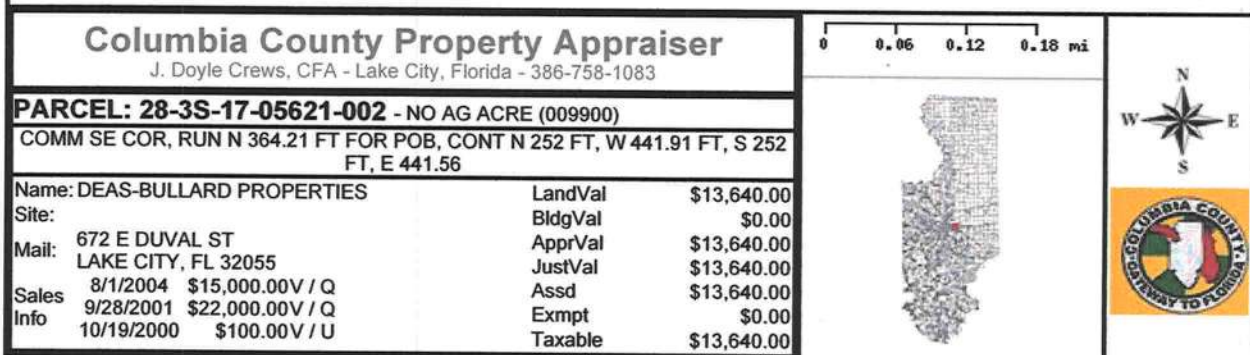 Columbia County Property Appraiser
J. Doyle Crews, CFA - Lake City, Florida - 386-758-1083
PARCEL: 28-3S-17-05621-002 - NO AG ACRE (009900)
COMM SE COR, RUN N 364.21 FT FOR POB, CONT N 252 FT, W 441.91 FT, S 252
FT, E 441.56
Name: DEAS-BULLARD PROPERTIES
Site:
Mail: 672 E DUVAL ST
LAKE CITY, FL 32055
Sales Info
8/1/2004 $15,000.00V / Q
9/28/2001 $22,000.00V / Q
10/19/2000 $100.00V / U
LandVal $13,640.00
BldgVal $0.00
ApprVal $13,640.00
JustVal $13,640.00
Assd $13,640.00
Exmpt $0.00
Taxable $13,640.00
0 0.06 0.12 0.18 mi
N
W E
S
COLUMBIA COUNTY
GATEWAY TO FLORIDA